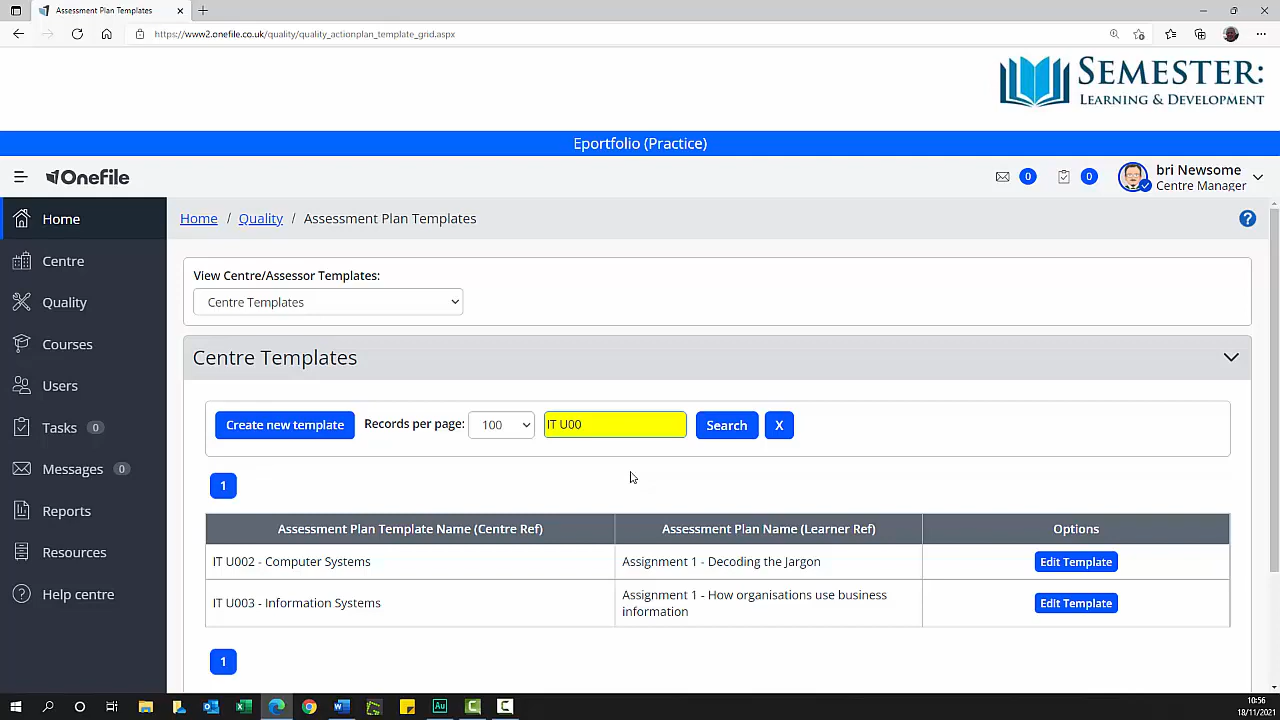 Assessment Plan Templates
https://www2.onefile.co.uk/quality/quality_actionplan_template_grid.aspx
SEMESTER:
LEARNING & DEVELOPMENT
Eportfolio (Practice)
Onefile
0
0
bri Newsome
Centre Manager
Home
Centre
Quality
Courses
Users
Tasks 0
Messages 0
Reports
Resources
Help centre
Home / Quality / Assessment Plan Templates
?
View Centre/Assessor Templates:
Centre Templates
Centre Templates
Create new template Records per page: 100 IT U00 Search X
1
Assessment Plan Template Name (Centre Ref) Assessment Plan Name (Learner Ref) Options
IT U002 - Computer Systems Assignment 1 - Decoding the Jargon Edit Template
IT U003 - Information Systems Assignment 1 - How organisations use business information Edit Template
1
10:56
18/11/2021